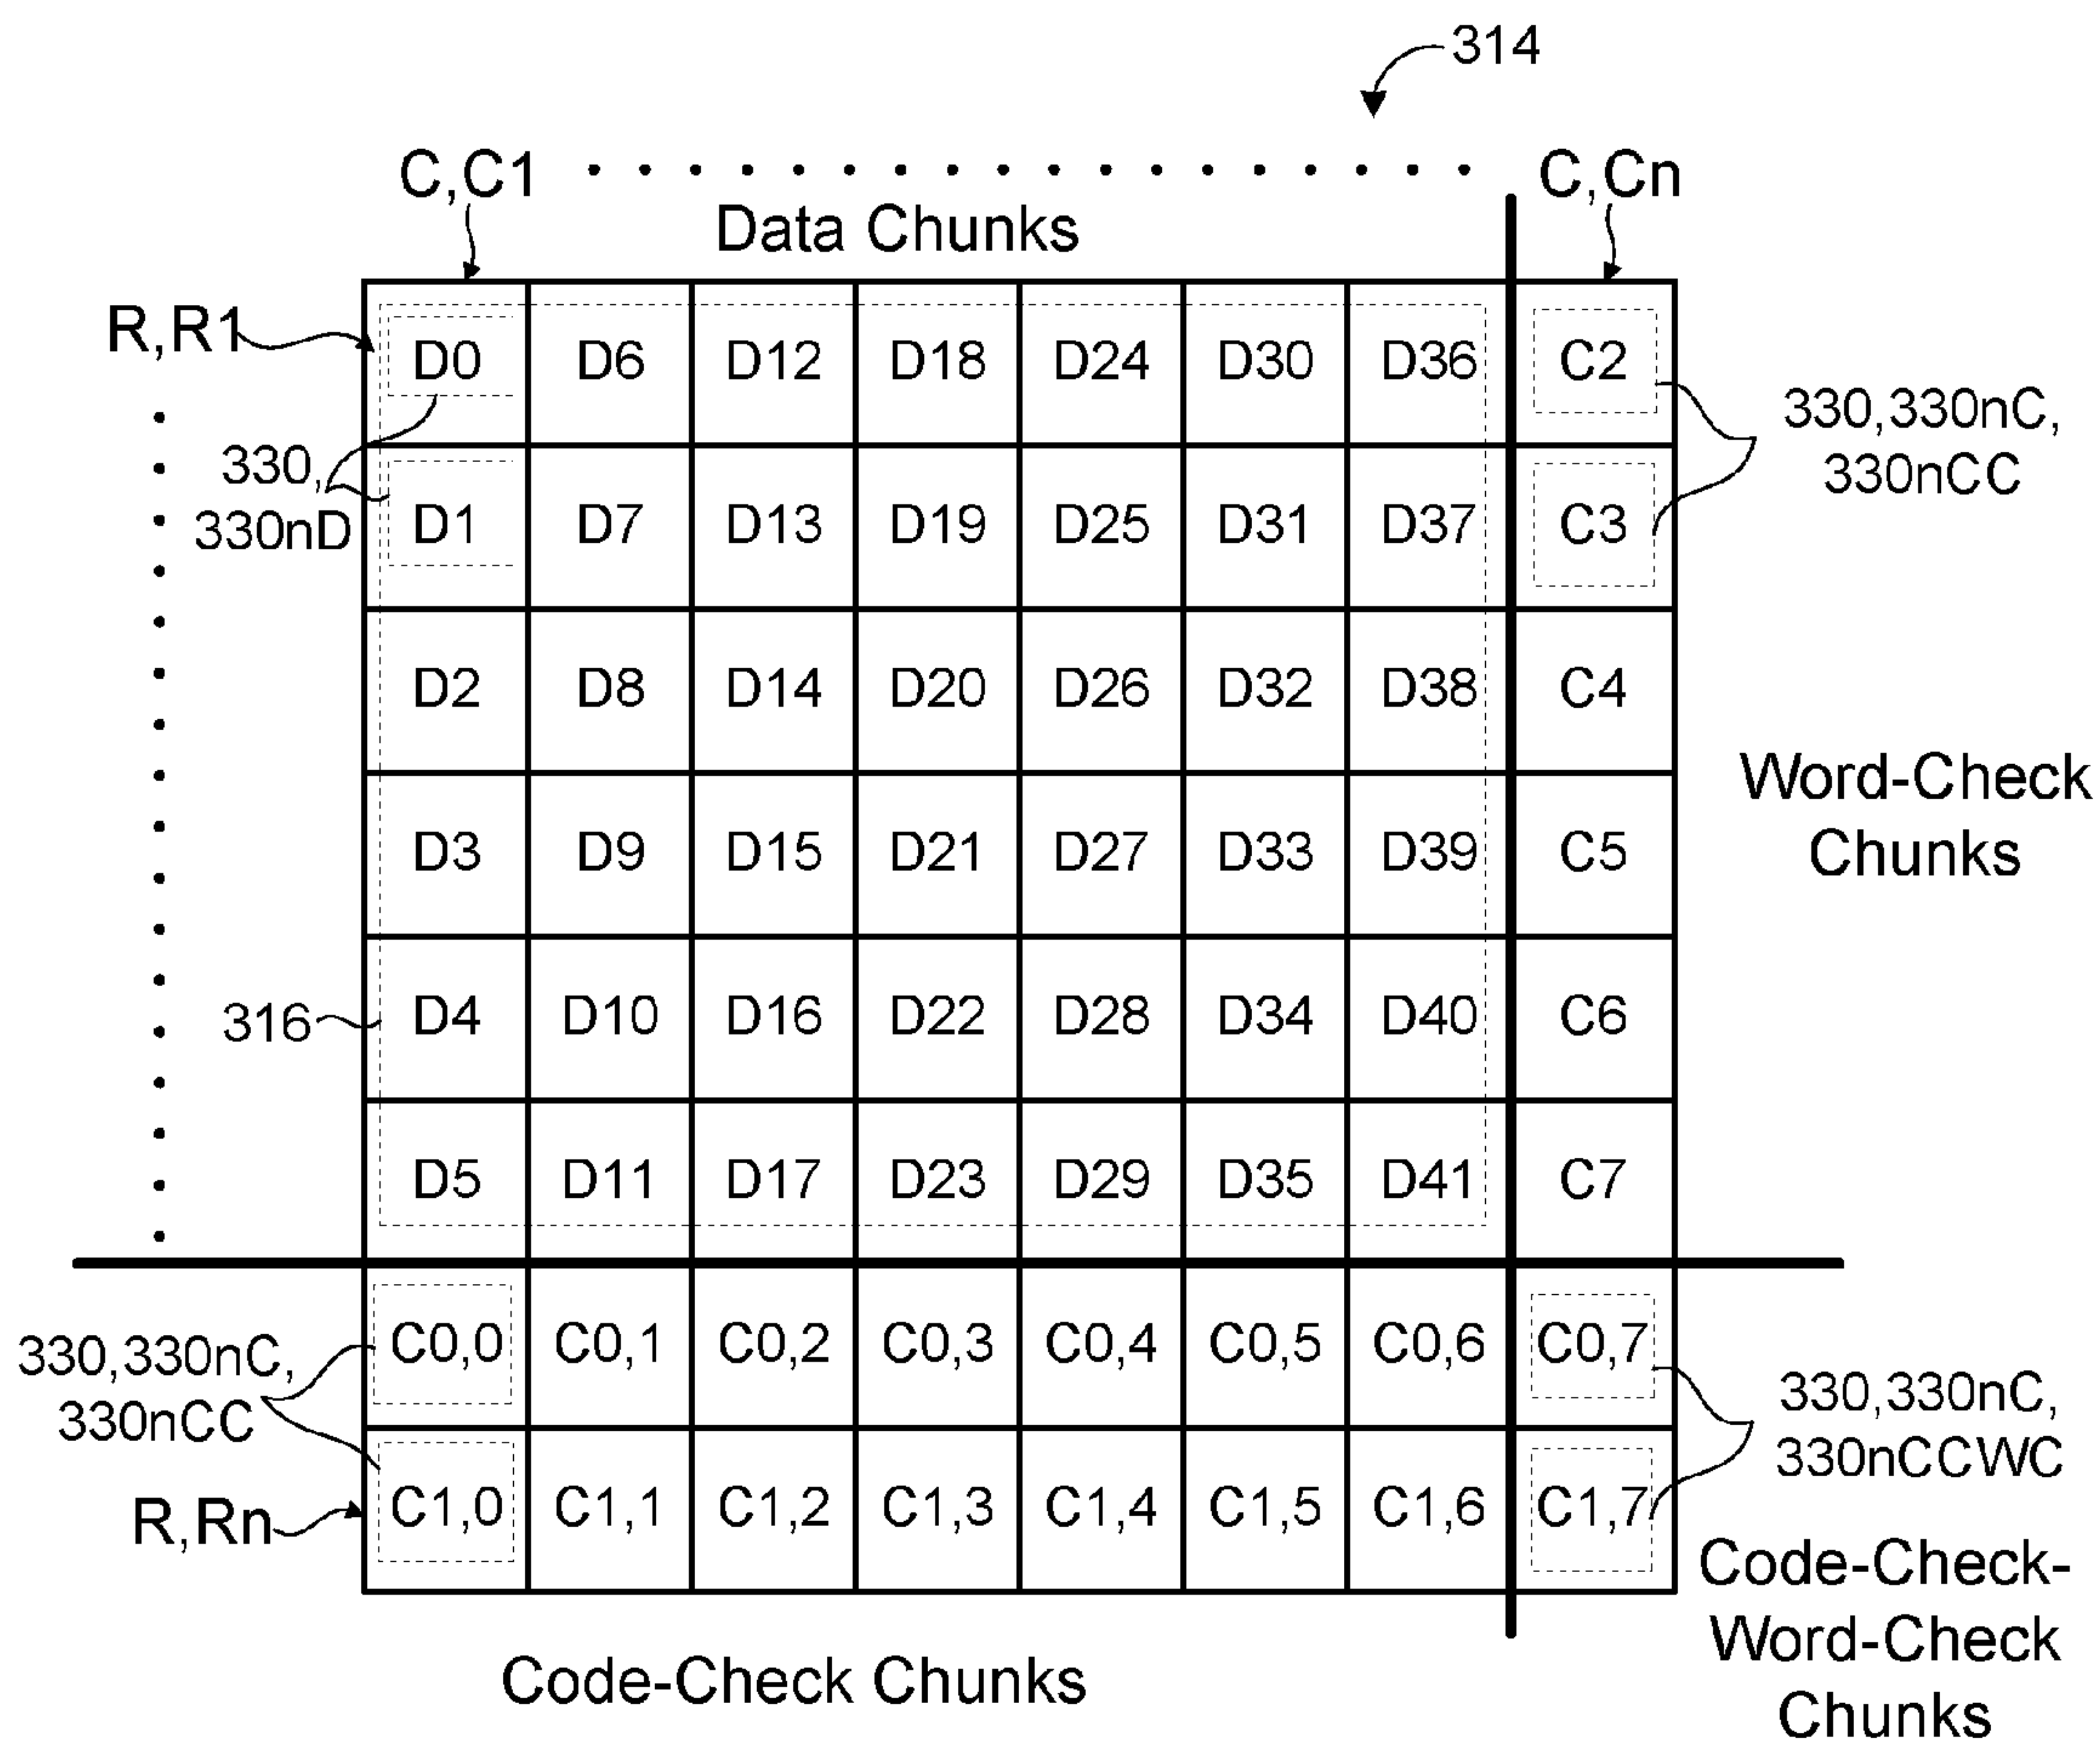 314
C,C1 C,Cn
Data Chunks
R,R1
D0 D6 D12 D18 D24 D30 D36 C2
330,330nC,
330nCC
330,
330nD
D1 D7 D13 D19 D25 D31 D37 C3
D2 D8 D14 D20 D26 D32 D38 C4
Word-Check
Chunks
D3 D9 D15 D21 D27 D33 D39 C5
316
D4 D10 D16 D22 D28 D34 D40 C6
D5 D11 D17 D23 D29 D35 D41 C7
330,330nC,
330nCC
C0,0 C0,1 C0,2 C0,3 C0,4 C0,5 C0,6 C0,7
330,330nC,
330nCCWC
R,Rn
C1,0 C1,1 C1,2 C1,3 C1,4 C1,5 C1,6 C1,7
Code-Check-
Word-Check
Chunks
Code-Check Chunks